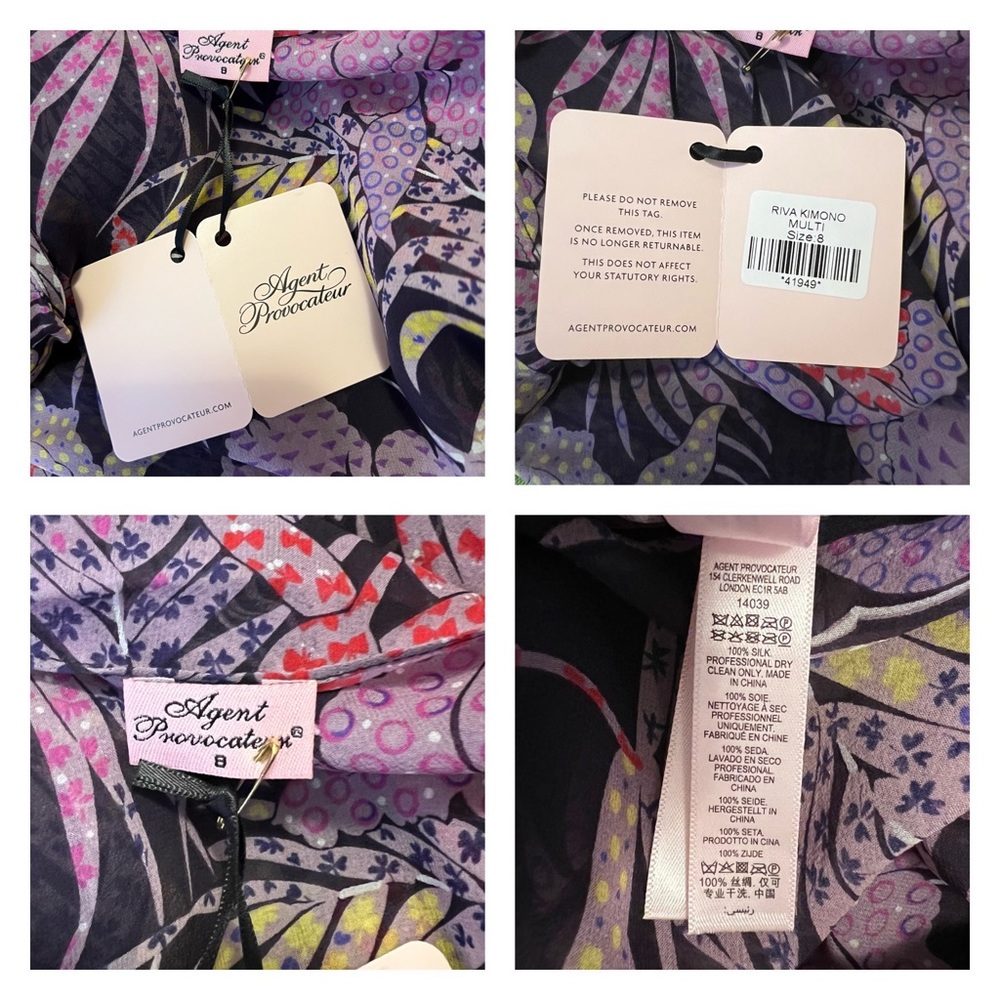 Agent
Provocateur®
8
Agent
Provocateur
AGENTPROVOCATEUR.COM
8
PLEASE DO NOT REMOVE
THIS TAG.
ONCE REMOVED, THIS ITEM
IS NO LONGER RETURNABLE.
THIS DOES NOT AFFECT
YOUR STATUTORY RIGHTS.
AGENTPROVOCATEUR.COM
RIVA KIMONO
MULTI
Size:8
*41949*
Agent
Provocateur®
8
AGENT PROVOCATEUR
154 CLERKENWELL ROAD
LONDON EC1R 5AB
14039
100% SILK.
PROFESSIONAL DRY
CLEAN ONLY. MADE
IN CHINA
100% SOIE.
NETTOYAGE À SEC
PROFESSIONNEL
UNIQUEMENT.
FABRIQUÉ EN CHINE
100% SEDA.
LAVADO EN SECO
PROFESIONAL.
FABRICADO EN
CHINA
100% SEIDE.
HERGESTELLT IN
CHINA
100% SETA.
PRODOTTO IN CINA
100% ZIJDE
100% 丝绸. 仅可
专业干洗. 中国
رئيسى: